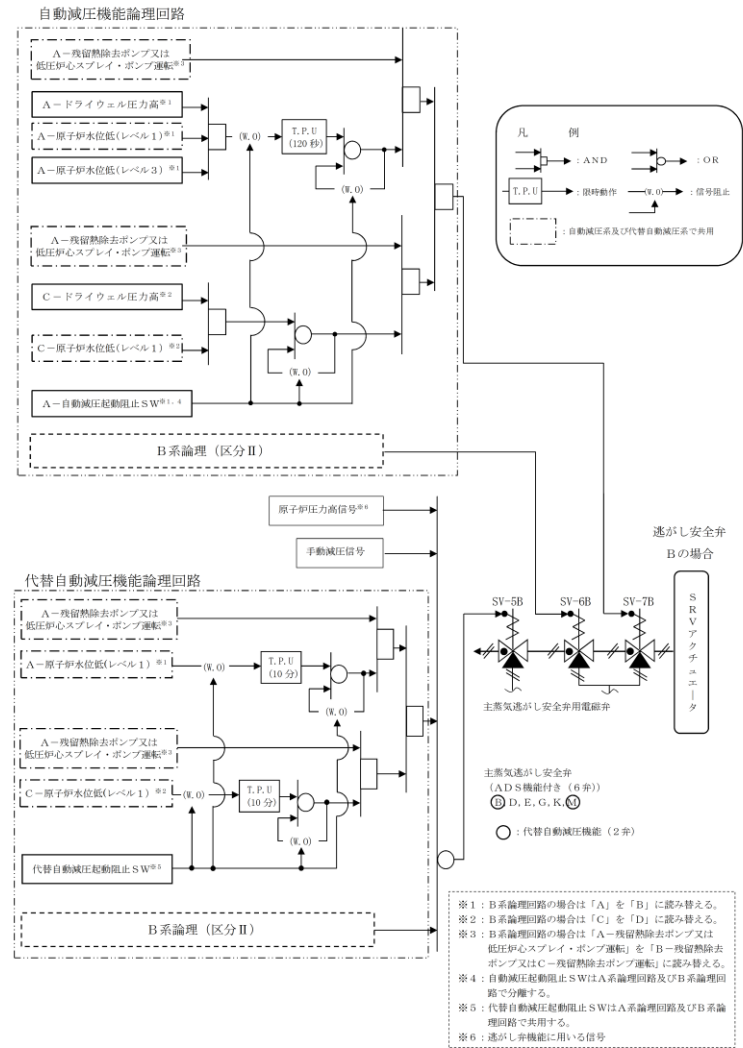 自動減圧機能論理回路
A－残留熱除去ポンプ又は
低圧炉心スプレイ・ポンプ運転※3
A－ドライウェル圧力高※1
A－原子炉水位低(レベル1)※1
A－原子炉水位低(レベル3)※1
(W.O)
T.P.U
(120秒)
(W.O)
A－残留熱除去ポンプ又は
低圧炉心スプレイ・ポンプ運転※3
C－ドライウェル圧力高※2
C－原子炉水位低(レベル1)※2
(W.O)
A－自動減圧起動阻止SW※1,4
B系論理（区分Ⅱ）
凡　例
：AND
：OR
T.P.U
：限時動作
(W.O)
：信号阻止
：自動減圧系及び代替自動減圧系で共用
原子炉圧力高信号※6
手動減圧信号
逃がし安全弁
Bの場合
代替自動減圧機能論理回路
A－残留熱除去ポンプ又は
低圧炉心スプレイ・ポンプ運転※3
A－原子炉水位低(レベル1)※1
(W.O)
T.P.U
(10分)
(W.O)
A－残留熱除去ポンプ又は
低圧炉心スプレイ・ポンプ運転※3
C－原子炉水位低(レベル1)※2
(W.O)
T.P.U
(10分)
(W.O)
代替自動減圧起動阻止SW※5
B系論理（区分Ⅱ）
SV-5B
SV-6B
SV-7B
SRVアクチュエータ
主蒸気逃がし安全弁用電磁弁
主蒸気逃がし安全弁
(ADS機能付き（6弁）)
B, D, E, G, K, M
：代替自動減圧機能（2弁）
※1：B系論理回路の場合は「A」を「B」に読み替える。
※2：B系論理回路の場合は「C」を「D」に読み替える。
※3：B系論理回路の場合は「A－残留熱除去ポンプ又は
低圧炉心スプレイ・ポンプ運転」を「B－残留熱除去
ポンプ又はC－残留熱除去ポンプ運転」に読み替える。
※4：自動減圧起動阻止SWはA系論理回路及びB系論理回
路で分離する。
※5：代替自動減圧起動阻止SWはA系論理回路及びB系論
理回路で共用する。
※6：逃がし弁機能に用いる信号